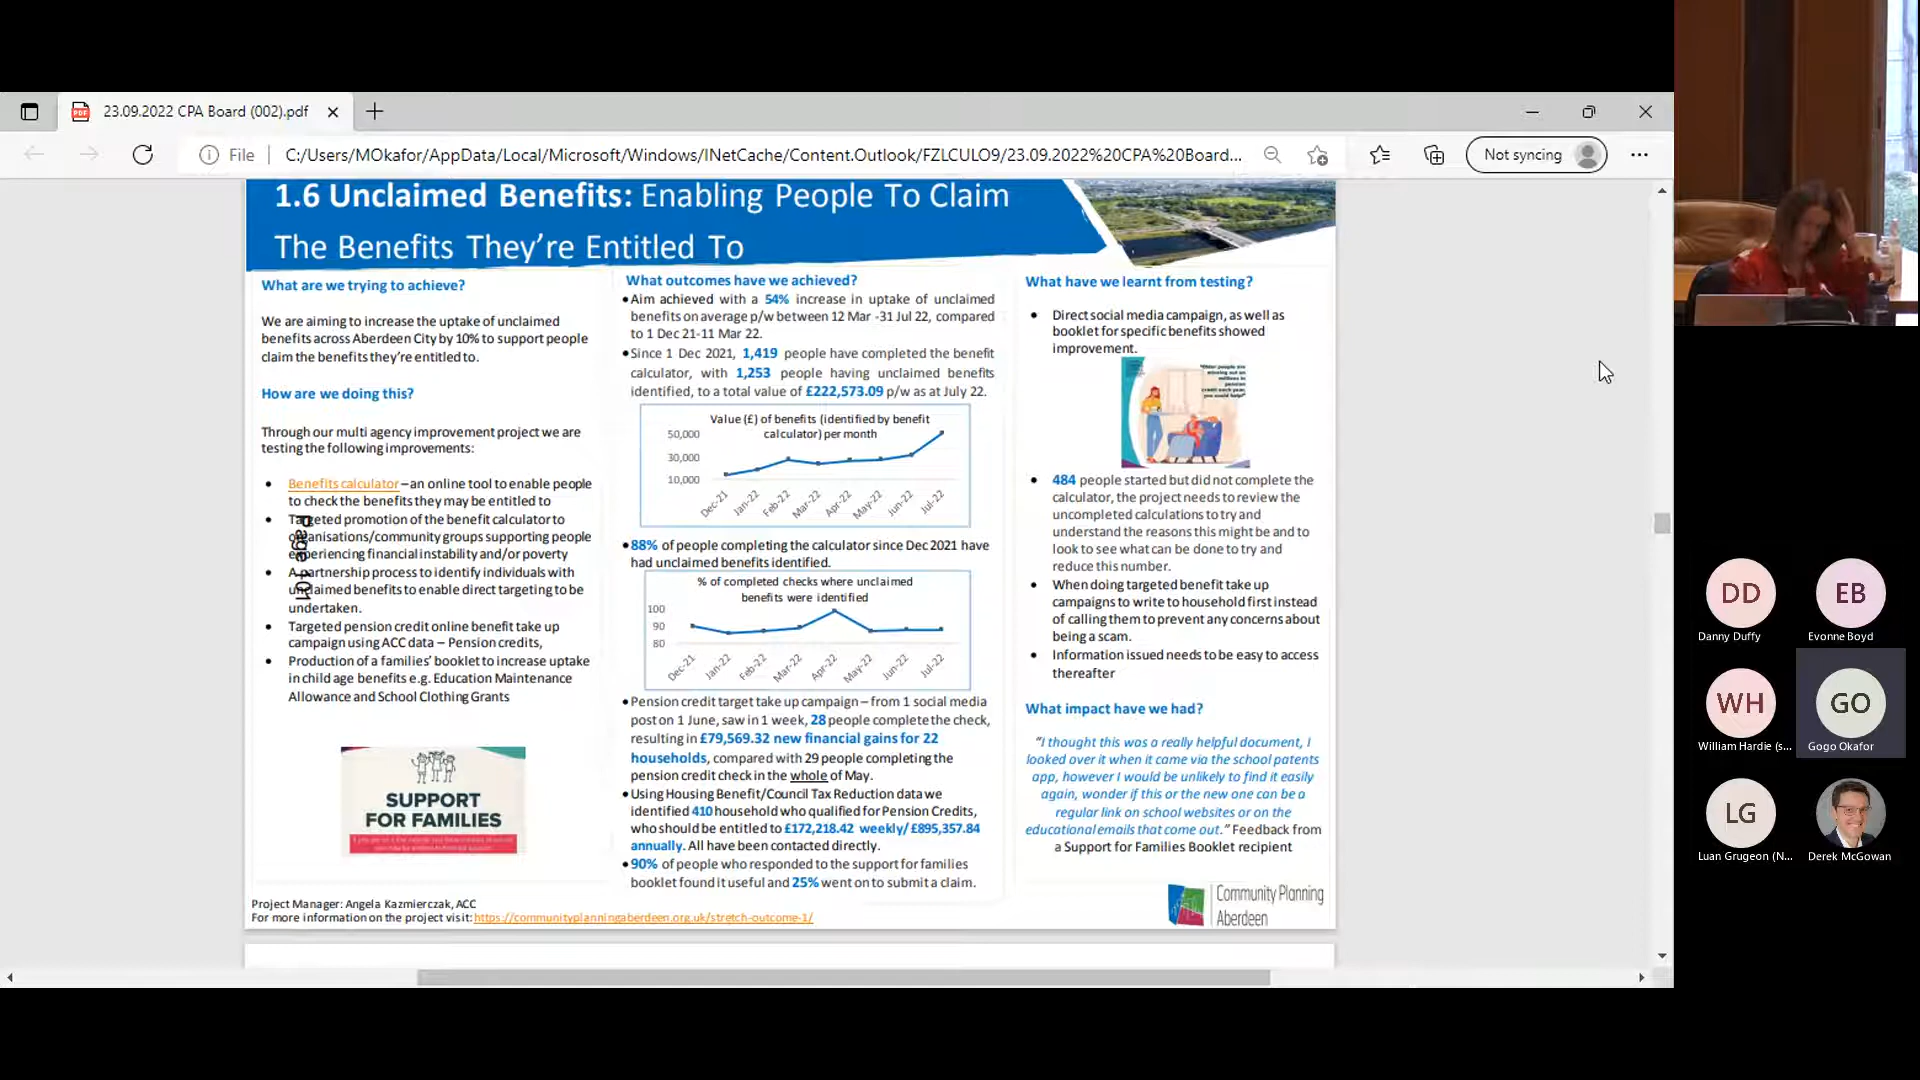 23.09.2022 CPA Board (002).pdf
File
C:/Users/MOkafor/AppData/Local/Microsoft/Windows/INetCache/Content.Outlook/FZLCULO9/23.09.2022%20CPA%20Board...
Not syncing
1.6 Unclaimed Benefits: Enabling People To Claim
The Benefits They're Entitled To
What are we trying to achieve?
We are aiming to increase the uptake of unclaimed
benefits across Aberdeen City by 10% to support people
claim the benefits they're entitled to.
How are we doing this?
Through our multi agency improvement project we are
testing the following improvements:
• Benefits calculator – an online tool to enable people
to check the benefits they may be entitled to
• Targeted promotion of the benefit calculator to
organisations/community groups supporting people
experiencing financial instability and/or poverty
• A partnership process to identify individuals with
unclaimed benefits to enable direct targeting to be
undertaken.
• Targeted pension credit online benefit take up
campaign using ACC data – Pension credits,
• Production of a families' booklet to increase uptake
in child age benefits e.g. Education Maintenance
Allowance and School Clothing Grants
Page 101
SUPPORT
FOR FAMILIES
Project Manager: Angela Kazmierczak, ACC
For more information on the project visit: https://communityplanningaberdeen.org.uk/stretch-outcome-1/
What outcomes have we achieved?
• Aim achieved with a 54% increase in uptake of unclaimed
benefits on average p/w between 12 Mar -31 Jul 22, compared
to 1 Dec 21-11 Mar 22.
• Since 1 Dec 2021, 1,419 people have completed the benefit
calculator, with 1,253 people having unclaimed benefits
identified, to a total value of £222,573.09 p/w as at July 22.
Value (£) of benefits (identified by benefit
calculator) per month
50,000
30,000
10,000
Dec-21 Jan-22 Feb-22 Mar-22 Apr-22 May-22 Jun-22 Jul-22
• 88% of people completing the calculator since Dec 2021 have
had unclaimed benefits identified.
% of completed checks where unclaimed
benefits were identified
100
90
80
Dec-21 Jan-22 Feb-22 Mar-22 Apr-22 May-22 Jun-22 Jul-22
• Pension credit target take up campaign – from 1 social media
post on 1 June, saw in 1 week, 28 people complete the check,
resulting in £79,569.32 new financial gains for 22
households, compared with 29 people completing the
pension credit check in the whole of May.
• Using Housing Benefit/Council Tax Reduction data we
identified 410 household who qualified for Pension Credits,
who should be entitled to £172,218.42 weekly/ £895,357.84
annually. All have been contacted directly.
• 90% of people who responded to the support for families
booklet found it useful and 25% went on to submit a claim.
What have we learnt from testing?
• Direct social media campaign, as well as
booklet for specific benefits showed
improvement.
"Older people are
missing out on
millions in
pension
credit each year,
you could help!"
• 484 people started but did not complete the
calculator, the project needs to review the
uncompleted calculations to try and
understand the reasons this might be and to
look to see what can be done to try and
reduce this number.
• When doing targeted benefit take up
campaigns to write to household first instead
of calling them to prevent any concerns about
being a scam.
• Information issued needs to be easy to access
thereafter
What impact have we had?
"I thought this was a really helpful document, I
looked over it when it came via the school patents
app, however I would be unlikely to find it easily
again, wonder if this or the new one can be a
regular link on school websites or on the
educational emails that come out." Feedback from
a Support for Families Booklet recipient
Community Planning
Aberdeen
DD
Danny Duffy
EB
Evonne Boyd
WH
William Hardie (s...
GO
Gogo Okafor
LG
Luan Grugeon (N...
Derek McGowan